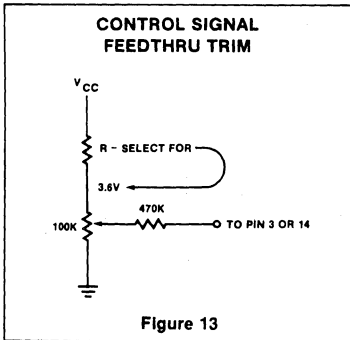 CONTROL SIGNAL
FEEDTHRU TRIM
VCC
R – SELECT FOR
3.6V
470K
100K
TO PIN 3 OR 14
Figure 13